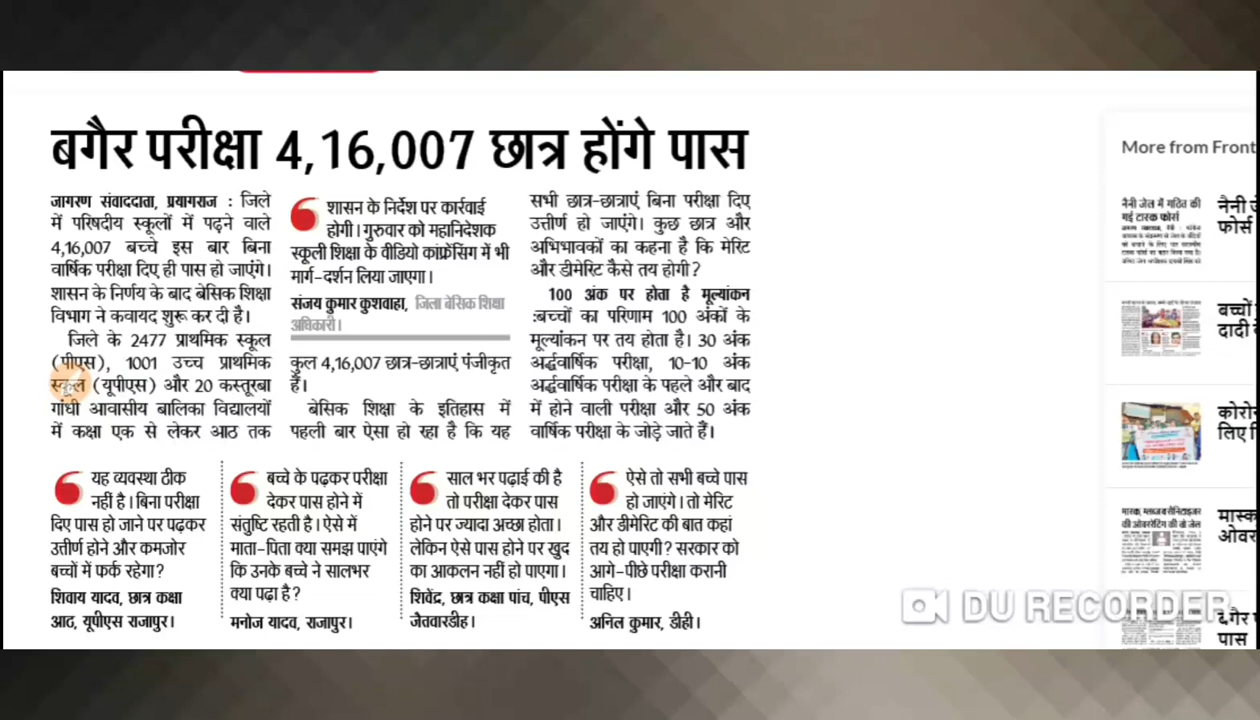 बगैर परीक्षा 4,16,007 छात्र होंगे पास
जागरण संवाददाता, प्रयागराज : जिले
में परिषदीय स्कूलों में पढ़ने वाले
4,16,007 बच्चे इस बार बिना
वार्षिक परीक्षा दिए ही पास हो जाएंगे।
शासन के निर्णय के बाद बेसिक शिक्षा
विभाग ने कवायद शुरू कर दी है।
जिले के 2477 प्राथमिक स्कूल
(पीएस), 1001 उच्च प्राथमिक
स्कूल (यूपीएस) और 20 कस्तूरबा
गांधी आवासीय बालिका विद्यालयों
में कक्षा एक से लेकर आठ तक
शासन के निर्देश पर कार्रवाई
होगी। गुरुवार को महानिदेशक
स्कूली शिक्षा के वीडियो कांफ्रेंसिंग में भी
मार्ग-दर्शन लिया जाएगा।
संजय कुमार कुशवाहा, जिला बेसिक शिक्षा
अधिकारी।
कुल 4,16,007 छात्र-छात्राएं पंजीकृत
हैं।
बेसिक शिक्षा के इतिहास में
पहली बार ऐसा हो रहा है कि यह
सभी छात्र-छात्राएं बिना परीक्षा दिए
उत्तीर्ण हो जाएंगे। कुछ छात्र और
अभिभावकों का कहना है कि मेरिट
और डीमेरिट कैसे तय होगी?
100 अंक पर होता है मूल्यांकन
:बच्चों का परिणाम 100 अंकों के
मूल्यांकन पर तय होता है। 30 अंक
अर्द्धवार्षिक परीक्षा, 10-10 अंक
अर्द्धवार्षिक परीक्षा के पहले और बाद
में होने वाली परीक्षा और 50 अंक
वार्षिक परीक्षा के जोड़े जाते हैं।
यह व्यवस्था ठीक
नहीं है। बिना परीक्षा
दिए पास हो जाने पर पढ़कर
उत्तीर्ण होने और कमजोर
बच्चों में फर्क रहेगा?
शिवाय यादव, छात्र कक्षा
आठ, यूपीएस राजापुर।
बच्चे के पढ़कर परीक्षा
देकर पास होने में
संतुष्टि रहती है। ऐसे में
माता-पिता क्या समझ पाएंगे
कि उनके बच्चे ने सालभर
क्या पढ़ा है?
मनोज यादव, राजापुर।
साल भर पढ़ाई की है
तो परीक्षा देकर पास
होने पर ज्यादा अच्छा होता।
लेकिन ऐसे पास होने पर खुद
का आकलन नहीं हो पाएगा।
शिवेंद्र, छात्र कक्षा पांच, पीएस
जैतवारडीह।
ऐसे तो सभी बच्चे पास
हो जाएंगे। तो मेरिट
और डीमेरिट की बात कहां
तय हो पाएगी? सरकार को
आगे-पीछे परीक्षा करानी
चाहिए।
अनिल कुमार, डीही।
More from Front
नैनी जेल में गठित की
गई टास्क फोर्स
नैनी जे
फोर्स
बच्चों
दादी
कोरो
लिए
की ओवररेटिंग की तो जेल
मास्क
ओवर
बगैर
पास
DU RECORDER